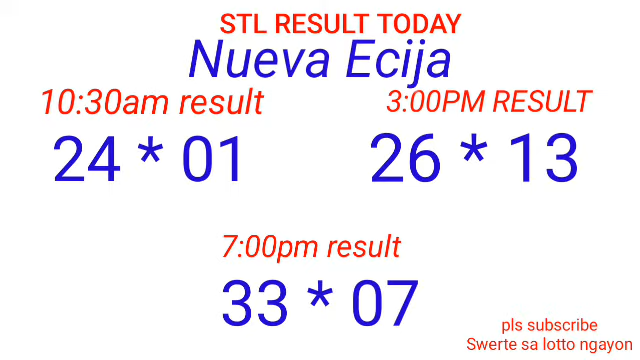 STL RESULT TODAY
Nueva Ecija
10:30am result
24 * 01
3:00PM RESULT
26 * 13
7:00pm result
33 * 07
pls subscribe
Swerte sa lotto ngayon